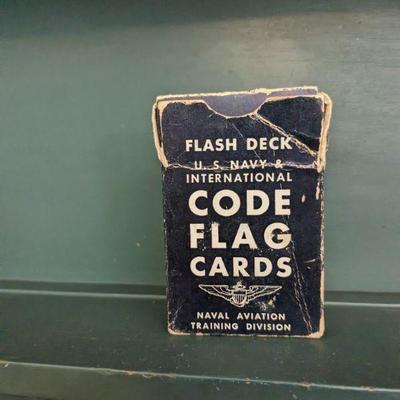 FLASH DECK
U. S. NAVY &
INTERNATIONAL
CODE
FLAG
CARDS
NAVAL AVIATION
TRAINING DIVISION